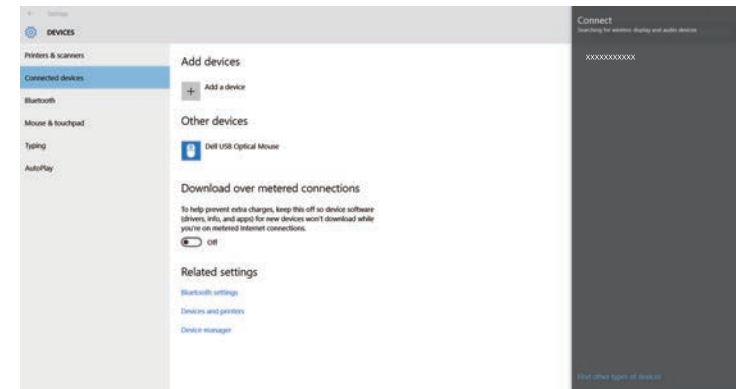 Settings
DEVICES
Printers & scanners
Connected devices
Bluetooth
Mouse & touchpad
Typing
AutoPlay
Add devices
+ Add a device
Other devices
Dell USB Optical Mouse
Download over metered connections
To help prevent extra charges, keep this off so device software
(drivers, info, and apps) for new devices won't download while
you're on metered Internet connections.
Off
Related settings
Bluetooth settings
Devices and printers
Device manager
Connect
Searching for wireless display and audio devices
xxxxxxxxxxx
Find other types of devices